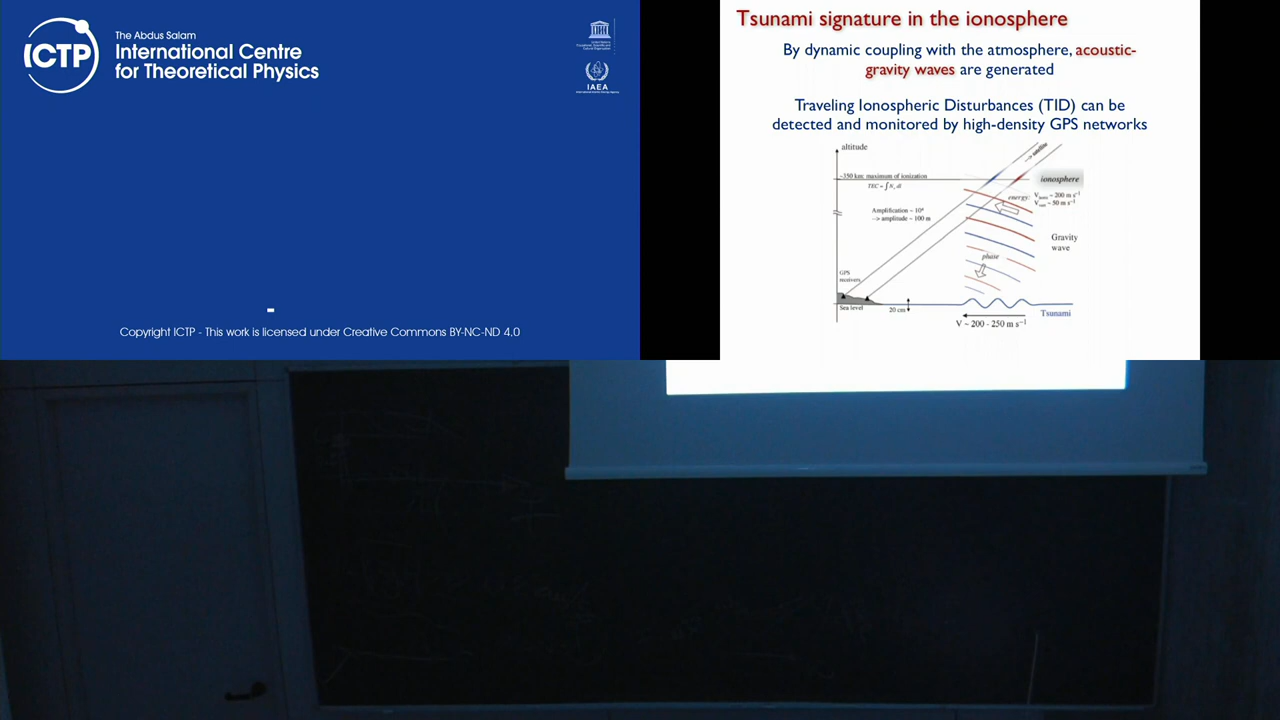 The Abdus Salam
International Centre
for Theoretical Physics
ICTP
IAEA
-
Copyright ICTP - This work is licensed under Creative Commons BY-NC-ND 4.0
Tsunami signature in the ionosphere
By dynamic coupling with the atmosphere, acoustic-
gravity waves are generated
Traveling Ionospheric Disturbances (TID) can be
detected and monitored by high-density GPS networks
altitude
--> satellite
~350 km: maximum of ionization
ionosphere
energy:
Amplification ~ 10⁴
--> amplitude ~ 100 m
Gravity
wave
phase
GPS
receivers
Sea level
20 cm
Tsunami
V ~ 200 - 250 m s⁻¹